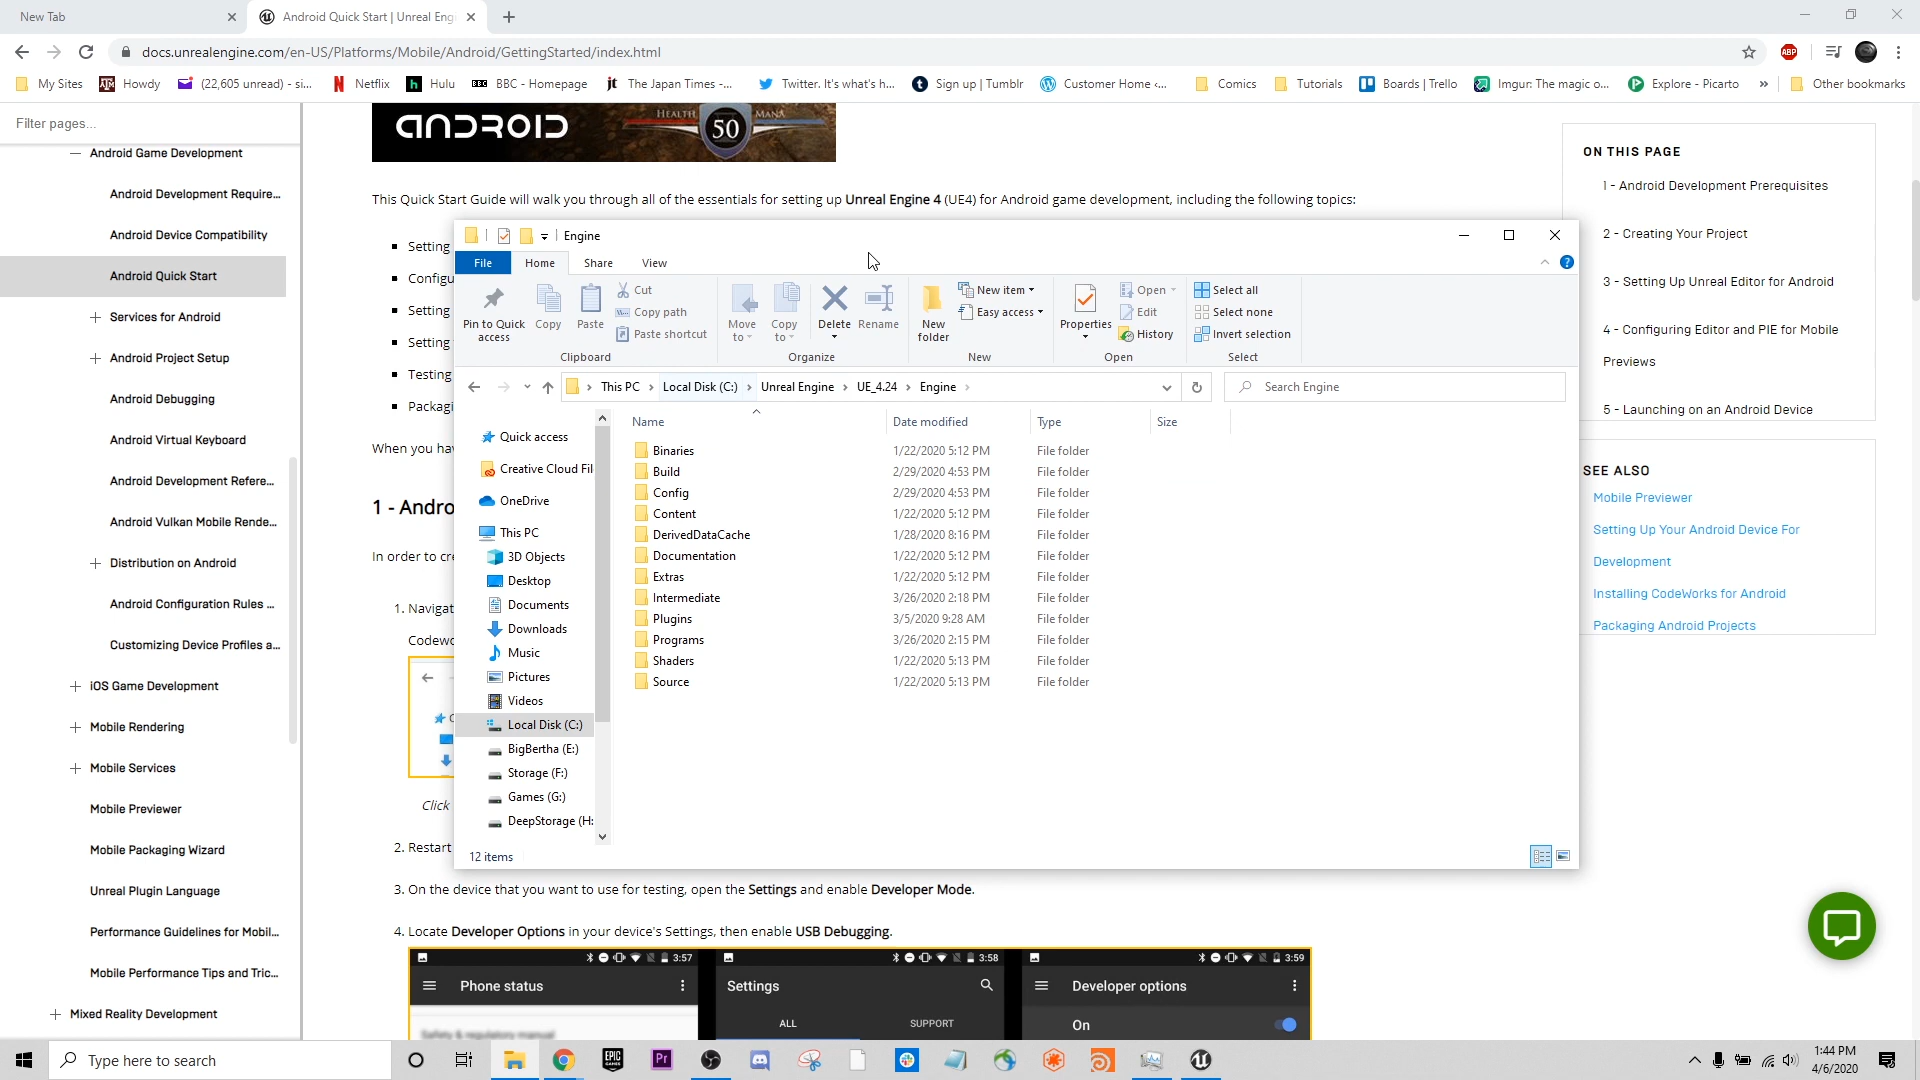 New Tab
Android Quick Start | Unreal Engi
docs.unrealengine.com/en-US/Platforms/Mobile/Android/GettingStarted/index.html
ABP
My Sites
Howdy
(22,605 unread) - si...
Netflix
Hulu
BBC - Homepage
The Japan Times -...
Twitter. It's what's h...
Sign up | Tumblr
Customer Home <...
Comics
Tutorials
Boards | Trello
Imgur: The magic o...
Explore - Picarto
Other bookmarks
Filter pages...
Android Game Development
Android Development Require...
Android Device Compatibility
Android Quick Start
Services for Android
Android Project Setup
Android Debugging
Android Virtual Keyboard
Android Development Refere...
Android Vulkan Mobile Rende...
Distribution on Android
Android Configuration Rules ...
Customizing Device Profiles a...
iOS Game Development
Mobile Rendering
Mobile Services
Mobile Previewer
Mobile Packaging Wizard
Unreal Plugin Language
Performance Guidelines for Mobil...
Mobile Performance Tips and Tric...
Mixed Reality Development
ANDROID
HEALTH
50
MANA
This Quick Start Guide will walk you through all of the essentials for setting up Unreal Engine 4 (UE4) for Android game development, including the following topics:
Setting
Configu
Setting
Setting
Testing
Packagi
When you hav
1 - Andro
In order to cre
1. Navigat
Codewo
Click
2. Restart
3. On the device that you want to use for testing, open the Settings and enable Developer Mode.
4. Locate Developer Options in your device's Settings, then enable USB Debugging.
3:57
Phone status
Safety & regulatory manual
3:58
Settings
ALL
SUPPORT
3:59
Developer options
On
Engine
File
Home
Share
View
Pin to Quick access
Copy
Paste
Cut
Copy path
Paste shortcut
Clipboard
Move to
Copy to
Delete
Rename
Organize
New folder
New item
Easy access
New
Properties
Open
Edit
History
Open
Select all
Select none
Invert selection
Select
This PC
Local Disk (C:)
Unreal Engine
UE_4.24
Engine
Search Engine
Quick access
Creative Cloud Fil
OneDrive
This PC
3D Objects
Desktop
Documents
Downloads
Music
Pictures
Videos
Local Disk (C:)
BigBertha (E:)
Storage (F:)
Games (G:)
DeepStorage (H:
Name Date modified Type Size
Binaries 1/22/2020 5:12 PM File folder
Build 2/29/2020 4:53 PM File folder
Config 2/29/2020 4:53 PM File folder
Content 1/22/2020 5:12 PM File folder
DerivedDataCache 1/28/2020 8:16 PM File folder
Documentation 1/22/2020 5:12 PM File folder
Extras 1/22/2020 5:12 PM File folder
Intermediate 3/26/2020 2:18 PM File folder
Plugins 3/5/2020 9:28 AM File folder
Programs 3/26/2020 2:15 PM File folder
Shaders 1/22/2020 5:13 PM File folder
Source 1/22/2020 5:13 PM File folder
12 items
ON THIS PAGE
1 - Android Development Prerequisites
2 - Creating Your Project
3 - Setting Up Unreal Editor for Android
4 - Configuring Editor and PIE for Mobile
Previews
5 - Launching on an Android Device
SEE ALSO
Mobile Previewer
Setting Up Your Android Device For
Development
Installing CodeWorks for Android
Packaging Android Projects
Type here to search
EPIC GAMES
Pr
1:44 PM
4/6/2020